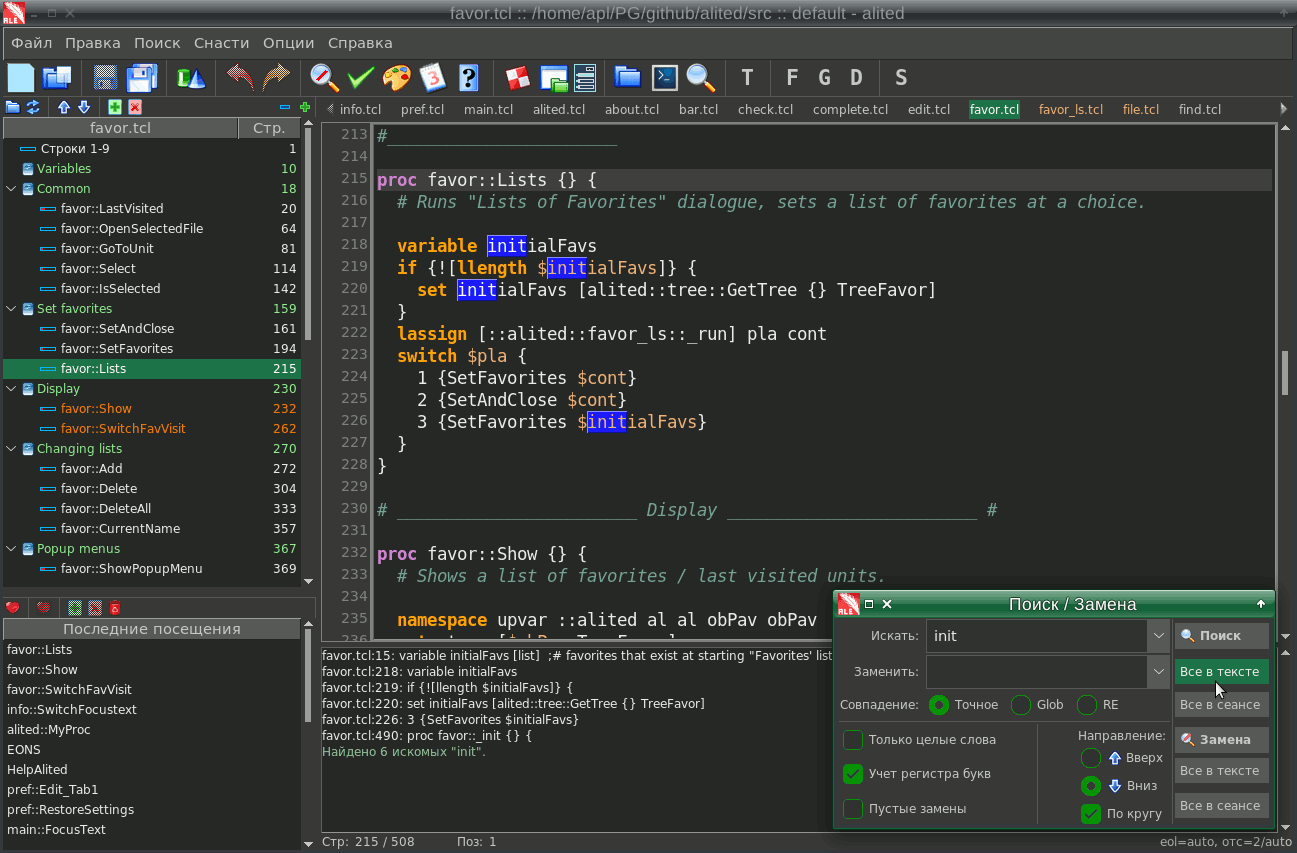 favor.tcl :: /home/apl/PG/github/alited/src :: default - alited
Файл Правка Поиск Снасти Опции Справка
T F G D S
info.tcl pref.tcl main.tcl alited.tcl about.tcl bar.tcl check.tcl complete.tcl edit.tcl favor.tcl favor_ls.tcl file.tcl find.tcl
favor.tcl Стр.
Строки 1-9 1
Variables 10
Common 18
favor::LastVisited 20
favor::OpenSelectedFile 64
favor::GoToUnit 81
favor::Select 114
favor::IsSelected 142
Set favorites 159
favor::SetAndClose 161
favor::SetFavorites 194
favor::Lists 215
Display 230
favor::Show 232
favor::SwitchFavVisit 262
Changing lists 270
favor::Add 272
favor::Delete 304
favor::DeleteAll 333
favor::CurrentName 357
Popup menus 367
favor::ShowPopupMenu 369
Последние посещения
favor::Lists
favor::Show
favor::SwitchFavVisit
info::SwitchFocustext
alited::MyProc
EONS
HelpAlited
pref::Edit_Tab1
pref::RestoreSettings
main::FocusText
213 #_______________________
214
215 proc favor::Lists {} {
216 # Runs "Lists of Favorites" dialogue, sets a list of favorites at a choice.
217
218 variable initialFavs
219 if {![llength $initialFavs]} {
220 set initialFavs [alited::tree::GetTree {} TreeFavor]
221 }
222 lassign [::alited::favor_ls::_run] pla cont
223 switch $pla {
224 1 {SetFavorites $cont}
225 2 {SetAndClose $cont}
226 3 {SetFavorites $initialFavs}
227 }
228 }
229
230 # ________________________ Display _________________________ #
231
232 proc favor::Show {} {
233 # Shows a list of favorites / last visited units.
234
235 namespace upvar ::alited al al obPav obPav
236
favor.tcl:15: variable initialFavs [list] ;# favorites that exist at starting "Favorites' list
favor.tcl:218: variable initialFavs
favor.tcl:219: if {![llength $initialFavs]} {
favor.tcl:220: set initialFavs [alited::tree::GetTree {} TreeFavor]
favor.tcl:226: 3 {SetFavorites $initialFavs}
favor.tcl:490: proc favor::_init {} {
Найдено 6 искомых "init".
Стр: 215 / 508 Поз: 1 eol=auto, отс=2/auto
Поиск / Замена
Искать: init Поиск
Заменить: Все в тексте
Совпадение: Точное Glob RE Все в сеансе
Только целые слова Направление: Замена
Вверх
Учет регистра букв Все в тексте
Вниз
Пустые замены По кругу Все в сеансе